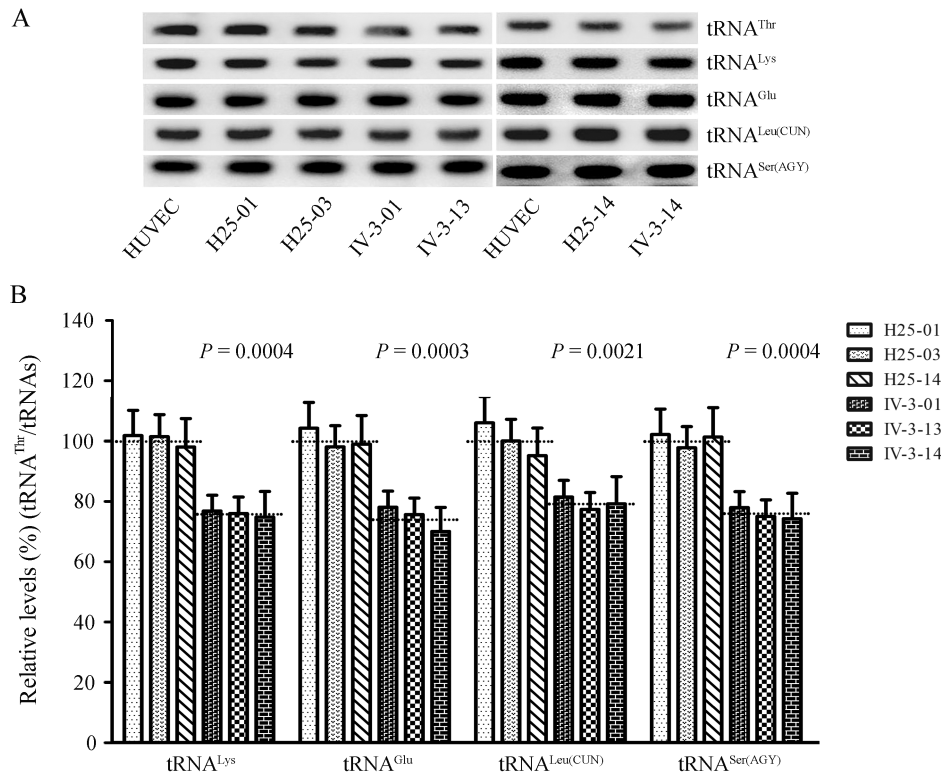 A
tRNAThr
tRNALys
tRNAGlu
tRNALeu(CUN)
tRNASer(AGY)
HUVEC
H25-01
H25-03
IV-3-01
IV-3-13
HUVEC
H25-14
IV-3-14
B
Relative levels (%) (tRNAThr/tRNAs)
140
120
100
80
60
40
20
0
P = 0.0004
P = 0.0003
P = 0.0021
P = 0.0004
H25-01
H25-03
H25-14
IV-3-01
IV-3-13
IV-3-14
tRNALys
tRNAGlu
tRNALeu(CUN)
tRNASer(AGY)